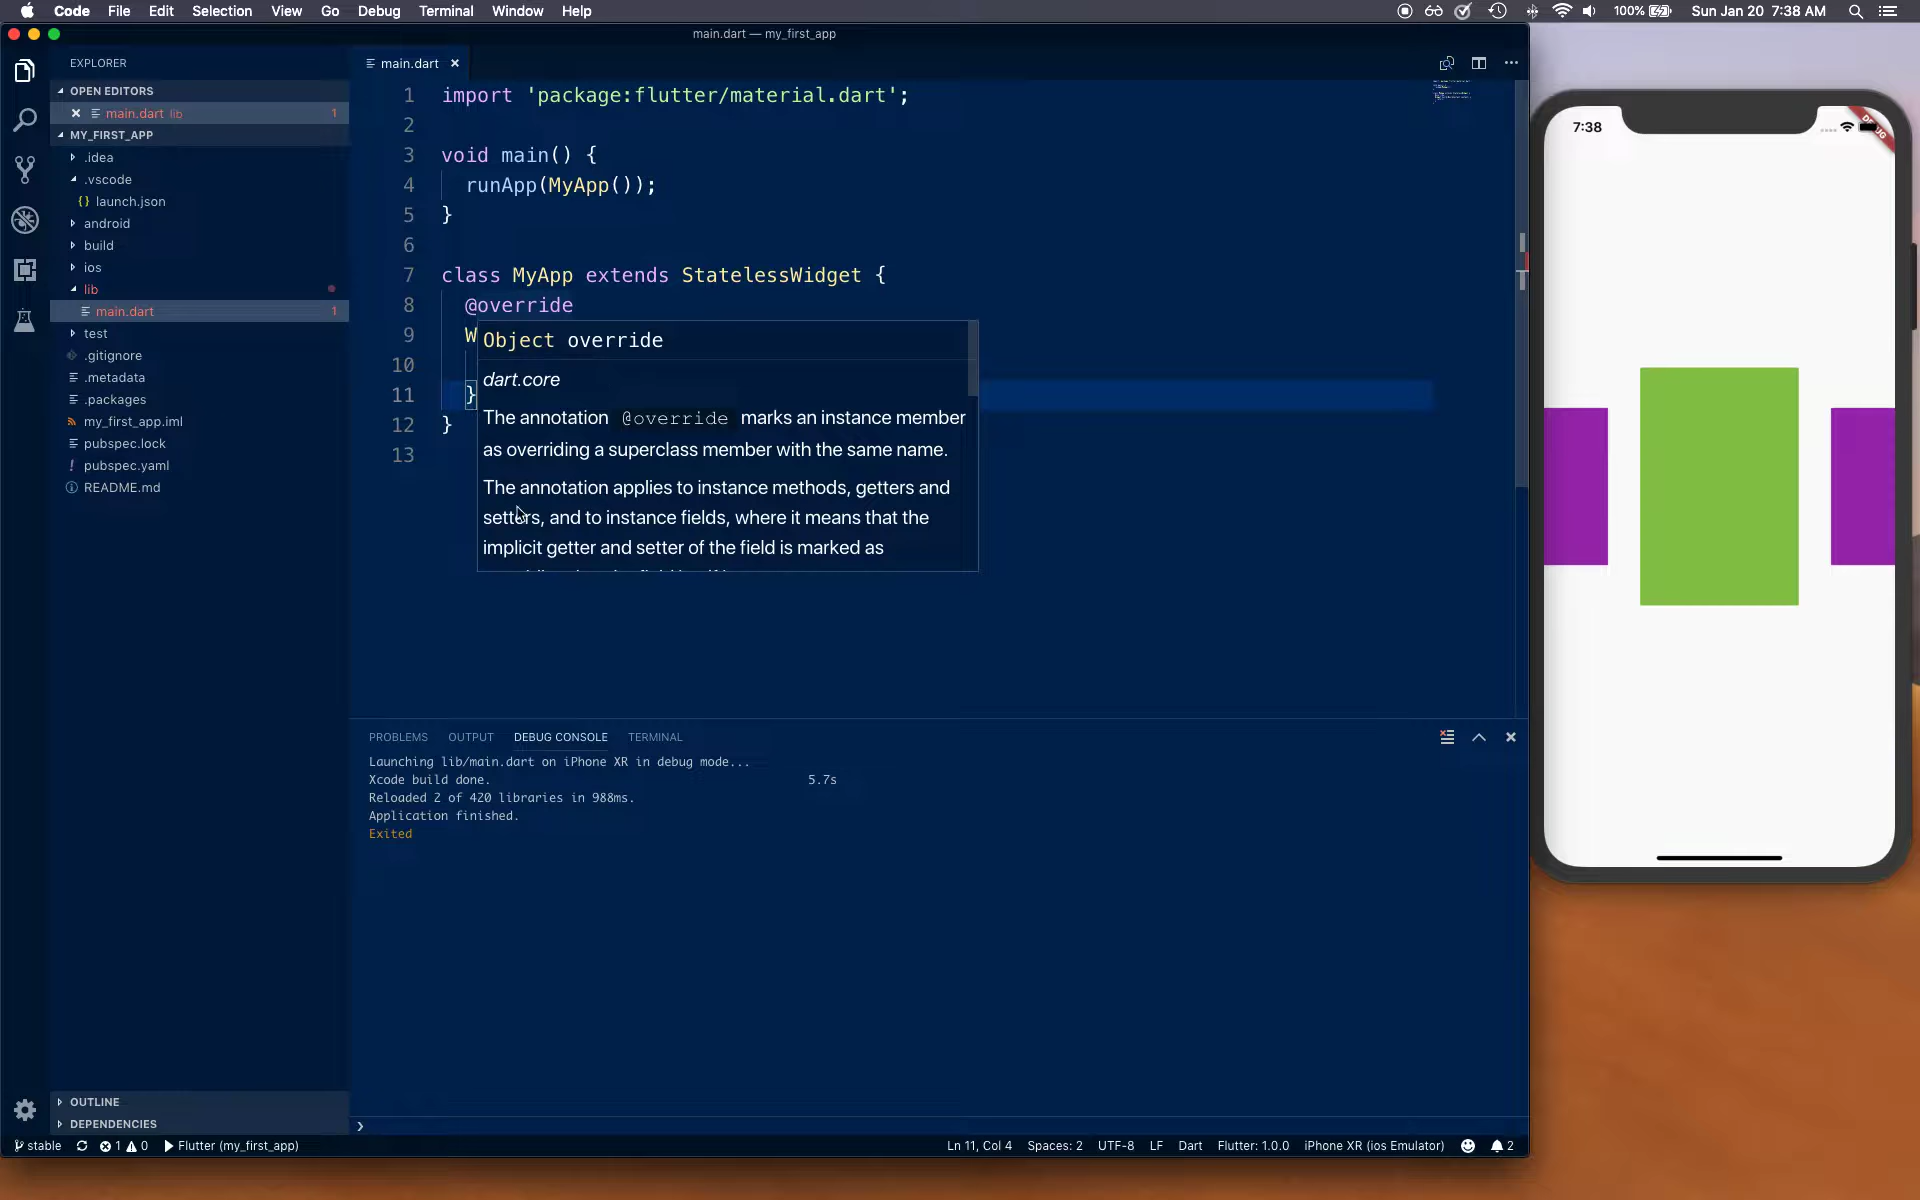 Code File Edit Selection View Go Debug Terminal Window Help
100% Sun Jan 20 7:38 AM
main.dart — my_first_app
EXPLORER
OPEN EDITORS
main.dart lib 1
MY_FIRST_APP
.idea
.vscode
{} launch.json
android
build
ios
lib
main.dart 1
test
.gitignore
.metadata
.packages
my_first_app.iml
pubspec.lock
! pubspec.yaml
README.md
OUTLINE
DEPENDENCIES
main.dart
1 import 'package:flutter/material.dart';
2
3 void main() {
4 runApp(MyApp());
5 }
6
7 class MyApp extends StatelessWidget {
8 @override
9 W
10
11 }
12 }
13
Object override
dart.core
The annotation @override marks an instance member
as overriding a superclass member with the same name.
The annotation applies to instance methods, getters and
setters, and to instance fields, where it means that the
implicit getter and setter of the field is marked as
PROBLEMS OUTPUT DEBUG CONSOLE TERMINAL
Launching lib/main.dart on iPhone XR in debug mode...
Xcode build done. 5.7s
Reloaded 2 of 420 libraries in 988ms.
Application finished.
Exited
stable 1 0 Flutter (my_first_app) Ln 11, Col 4 Spaces: 2 UTF-8 LF Dart Flutter: 1.0.0 iPhone XR (ios Emulator) 2
7:38
DEBUG